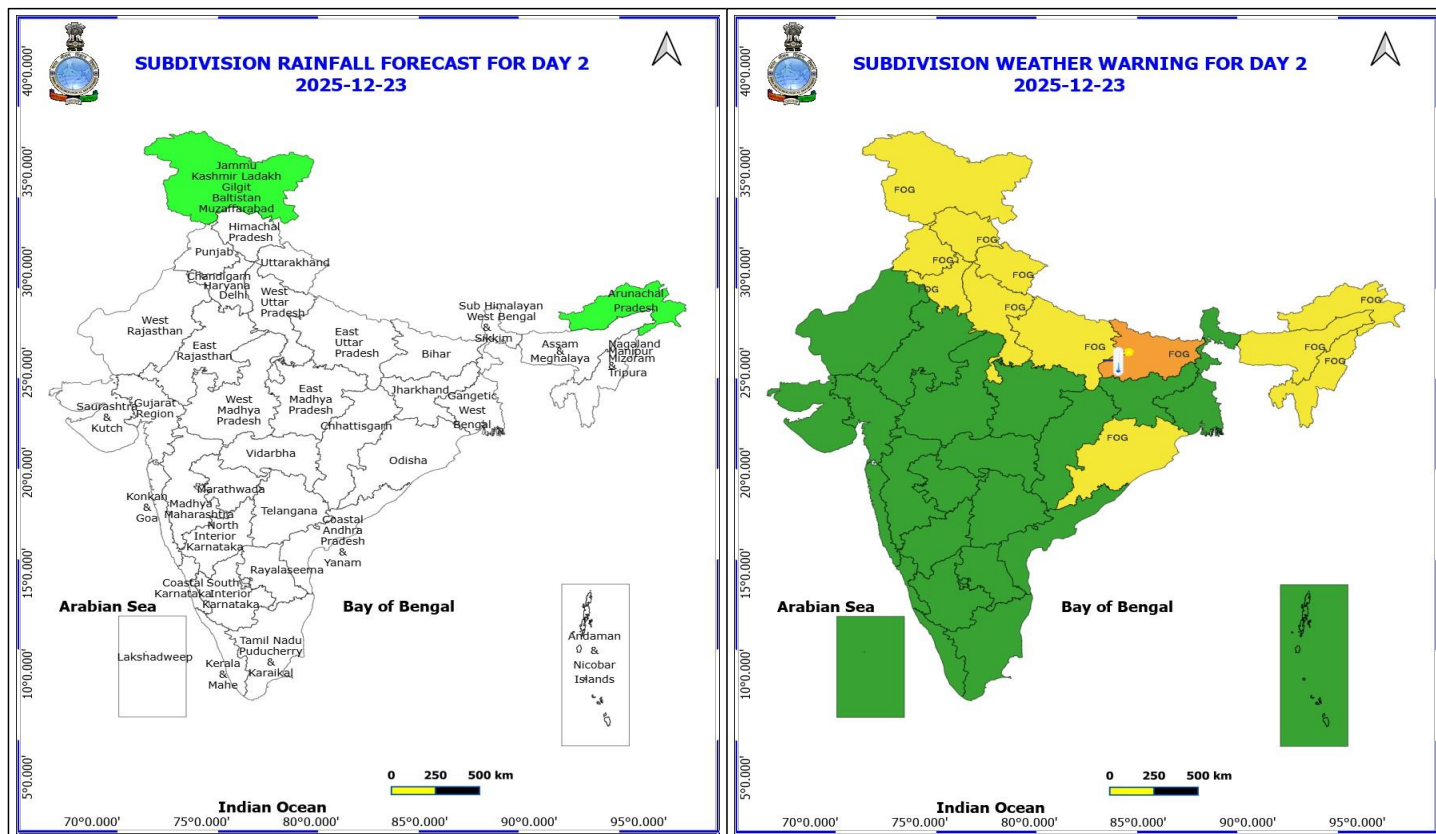 SUBDIVISION RAINFALL FORECAST FOR DAY 2
2025-12-23
40°0.000'
35°0.000'
30°0.000'
25°0.000'
20°0.000'
15°0.000'
10°0.000'
5°0.000'
Jammu
Kashmir Ladakh
Gilgit
Baltistan
Muzaffarabad
Himachal
Pradesh
Punjab
Uttarakhand
Chandigarh
Haryana
Delhi
West
Uttar
Pradesh
Arunachal
Pradesh
West
Rajasthan
East
Rajasthan
East
Uttar
Pradesh
Sub Himalayan
West Bengal
&
Sikkim
Bihar
Assam
&
Meghalaya
Nagaland
Manipur
Mizoram
&
Tripura
Saurashtra
&
Kutch
Gujarat
Region
West
Madhya
Pradesh
East
Madhya
Pradesh
Jharkhand
Gangetic
West
Bengal
Chhattisgarh
Vidarbha
Odisha
Konkan
&
Goa
Marathwada
Madhya
Maharashtra
North
Interior
Karnataka
Telangana
Coastal
Andhra
Pradesh
&
Yanam
Rayalaseema
Coastal
Karnataka
South
Interior
Karnataka
Arabian Sea
Bay of Bengal
Lakshadweep
Kerala
&
Mahe
Tamil Nadu
Puducherry
&
Karaikal
Andaman
&
Nicobar
Islands
0 250 500 km
Indian Ocean
70°0.000' 75°0.000' 80°0.000' 85°0.000' 90°0.000' 95°0.000'
SUBDIVISION WEATHER WARNING FOR DAY 2
2025-12-23
40°0.000'
35°0.000'
30°0.000'
25°0.000'
20°0.000'
15°0.000'
10°0.000'
5°0.000'
FOG
FOG
FOG
FOG
FOG
FOG
FOG
FOG
FOG
FOG
FOG
FOG
Arabian Sea
Bay of Bengal
0 250 500 km
Indian Ocean
70°0.000' 75°0.000' 80°0.000' 85°0.000' 90°0.000' 95°0.000'